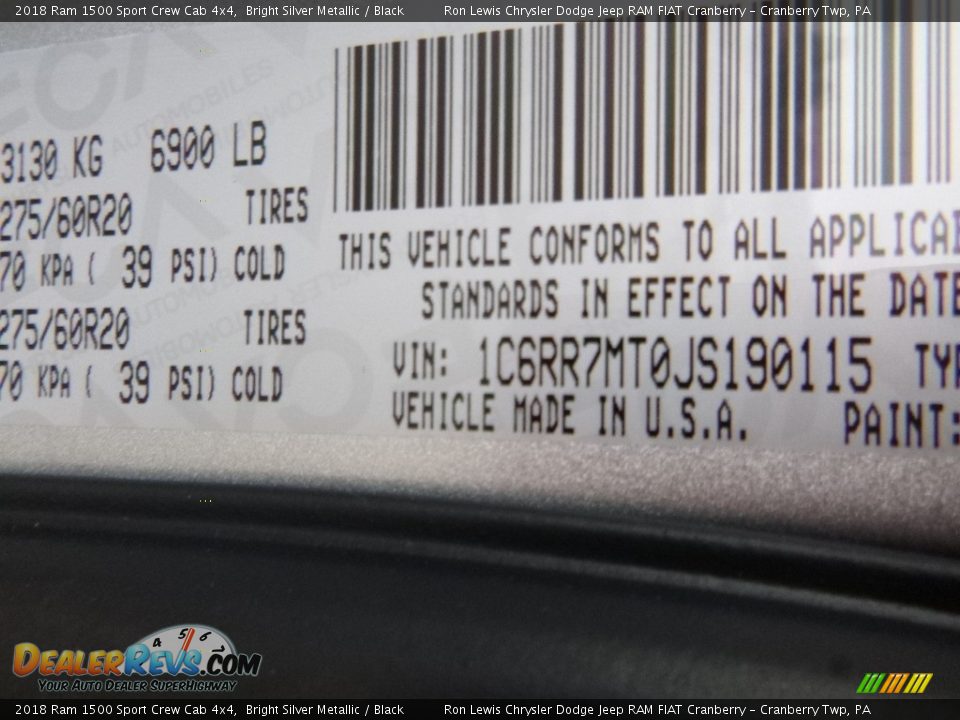 2018 Ram 1500 Sport Crew Cab 4x4, Bright Silver Metallic / Black Ron Lewis Chrysler Dodge Jeep RAM FIAT Cranberry - Cranberry Twp, PA
3130 KG 6900 LB
275/60R20 TIRES
70 KPA ( 39 PSI) COLD
275/60R20 TIRES
70 KPA ( 39 PSI) COLD
THIS VEHICLE CONFORMS TO ALL
STANDARDS IN EFFECT ON THE DATE
VIN: 1C6RR7MT0JS190115
VEHICLE MADE IN U.S.A. PAINT:
4 5 6
DEALERREVS.COM
YOUR AUTO DEALER SUPERHIGHWAY
2018 Ram 1500 Sport Crew Cab 4x4, Bright Silver Metallic / Black Ron Lewis Chrysler Dodge Jeep RAM FIAT Cranberry - Cranberry Twp, PA